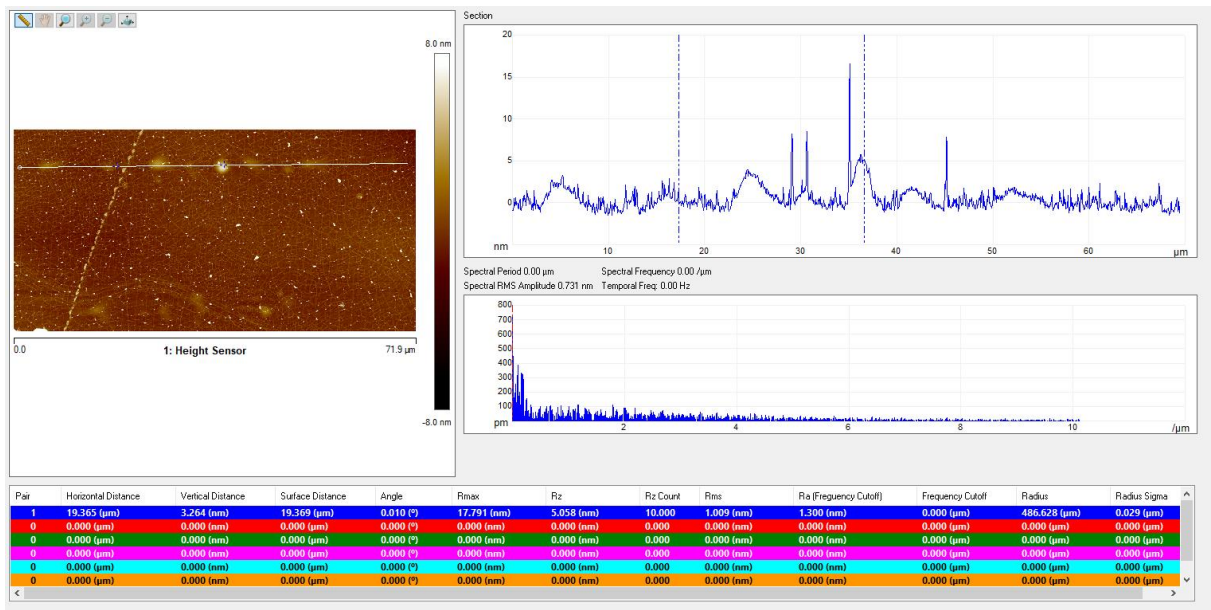 Section
8.0 nm
-8.0 nm
0.0
1: Height Sensor
71.9 µm
20
15
10
5
0
nm
10
20
30
40
50
60
µm
Spectral Period 0.00 µm Spectral Frequency 0.00 /µm
Spectral RMS Amplitude 0.731 nm Temporal Freq: 0.00 Hz
800
700
600
500
400
300
200
100
pm
2
4
6
8
10
/µm
Pair Horizontal Distance Vertical Distance Surface Distance Angle Rmax Rz Rz Count Rms Ra (Freguency Cutoff) Frequency Cutoff Radius Radius Sigma
1 19.365 (µm) 3.264 (nm) 19.369 (µm) 0.010 (º) 17.791 (nm) 5.058 (nm) 10.000 1.009 (nm) 1.300 (nm) 0.000 (µm) 486.628 (µm) 0.029 (µm)
0 0.000 (µm) 0.000 (nm) 0.000 (µm) 0.000 (º) 0.000 (nm) 0.000 (nm) 0.000 0.000 (nm) 0.000 (nm) 0.000 (µm) 0.000 (µm) 0.000 (µm)
0 0.000 (µm) 0.000 (nm) 0.000 (µm) 0.000 (º) 0.000 (nm) 0.000 (nm) 0.000 0.000 (nm) 0.000 (nm) 0.000 (µm) 0.000 (µm) 0.000 (µm)
0 0.000 (µm) 0.000 (nm) 0.000 (µm) 0.000 (º) 0.000 (nm) 0.000 (nm) 0.000 0.000 (nm) 0.000 (nm) 0.000 (µm) 0.000 (µm) 0.000 (µm)
0 0.000 (µm) 0.000 (nm) 0.000 (µm) 0.000 (º) 0.000 (nm) 0.000 (nm) 0.000 0.000 (nm) 0.000 (nm) 0.000 (µm) 0.000 (µm) 0.000 (µm)
0 0.000 (µm) 0.000 (nm) 0.000 (µm) 0.000 (º) 0.000 (nm) 0.000 (nm) 0.000 0.000 (nm) 0.000 (nm) 0.000 (µm) 0.000 (µm) 0.000 (µm)